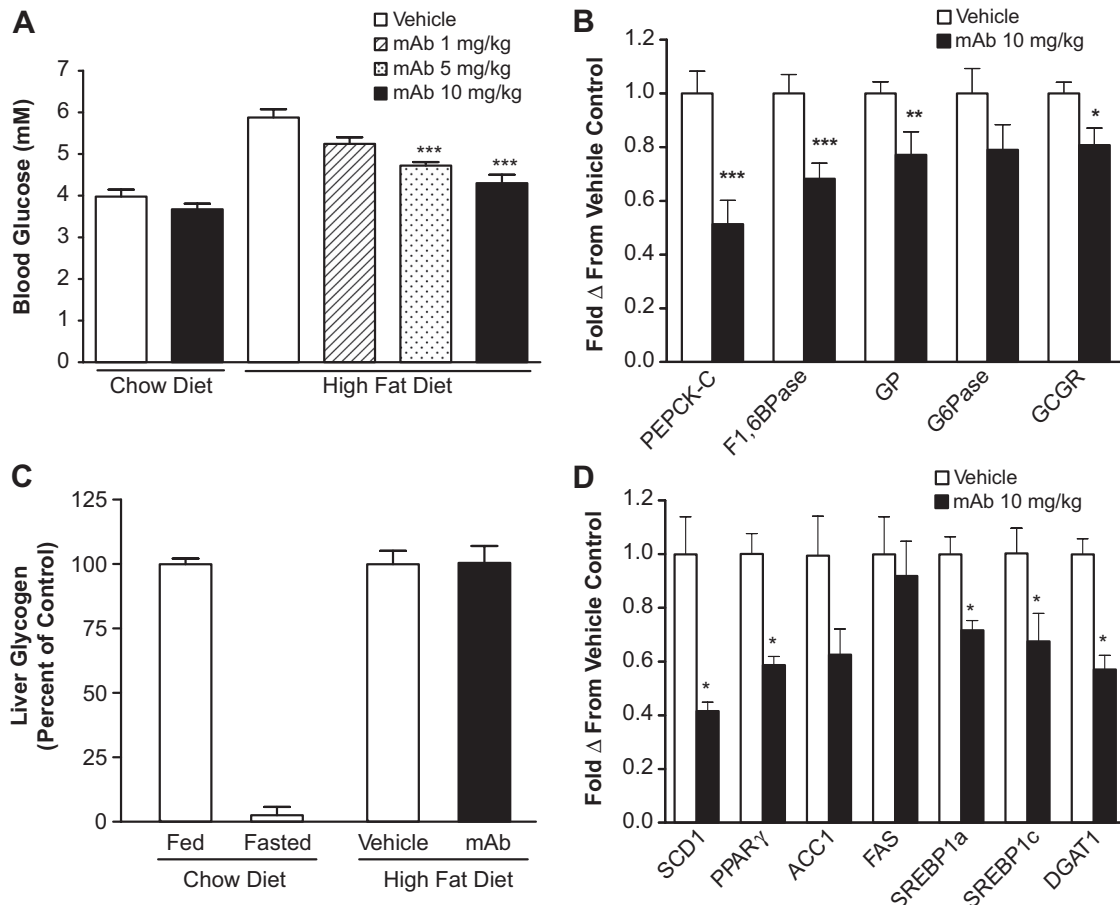 A
Vehicle
mAb 1 mg/kg
mAb 5 mg/kg
mAb 10 mg/kg
Blood Glucose (mM)
7
6
5
4
3
2
1
0
***
***
Chow Diet
High Fat Diet
B
Vehicle
mAb 10 mg/kg
Fold Δ From Vehicle Control
1.2
1.0
0.8
0.6
0.4
0.2
0.0
***
***
**
*
PEPCK-C
F1,6BPase
GP
G6Pase
GCGR
C
Liver Glycogen
(Percent of Control)
125
100
75
50
25
0
Fed
Fasted
Vehicle
mAb
Chow Diet
High Fat Diet
D
Vehicle
mAb 10 mg/kg
Fold Δ From Vehicle Control
1.2
1.0
0.8
0.6
0.4
0.2
0.0
*
*
*
*
*
SCD1
PPARγ
ACC1
FAS
SREBP1a
SREBP1c
DGAT1